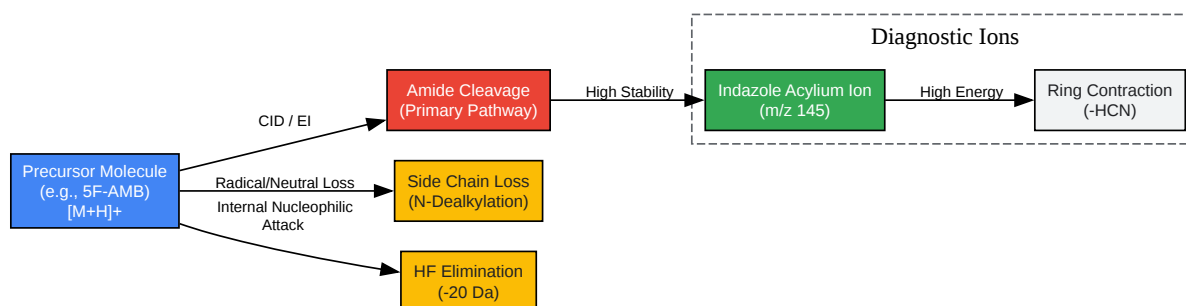 Diagnostic Ions
Amide Cleavage
(Primary Pathway)
High Stability
Indazole Acylium Ion
(m/z 145)
High Energy
Ring Contraction
(-HCN)
CID / EI
Precursor Molecule
(e.g., 5F-AMB)
[M+H]+
Radical/Neutral Loss
Side Chain Loss
(N-Dealkylation)
Internal Nucleophilic
Attack
HF Elimination
(-20 Da)